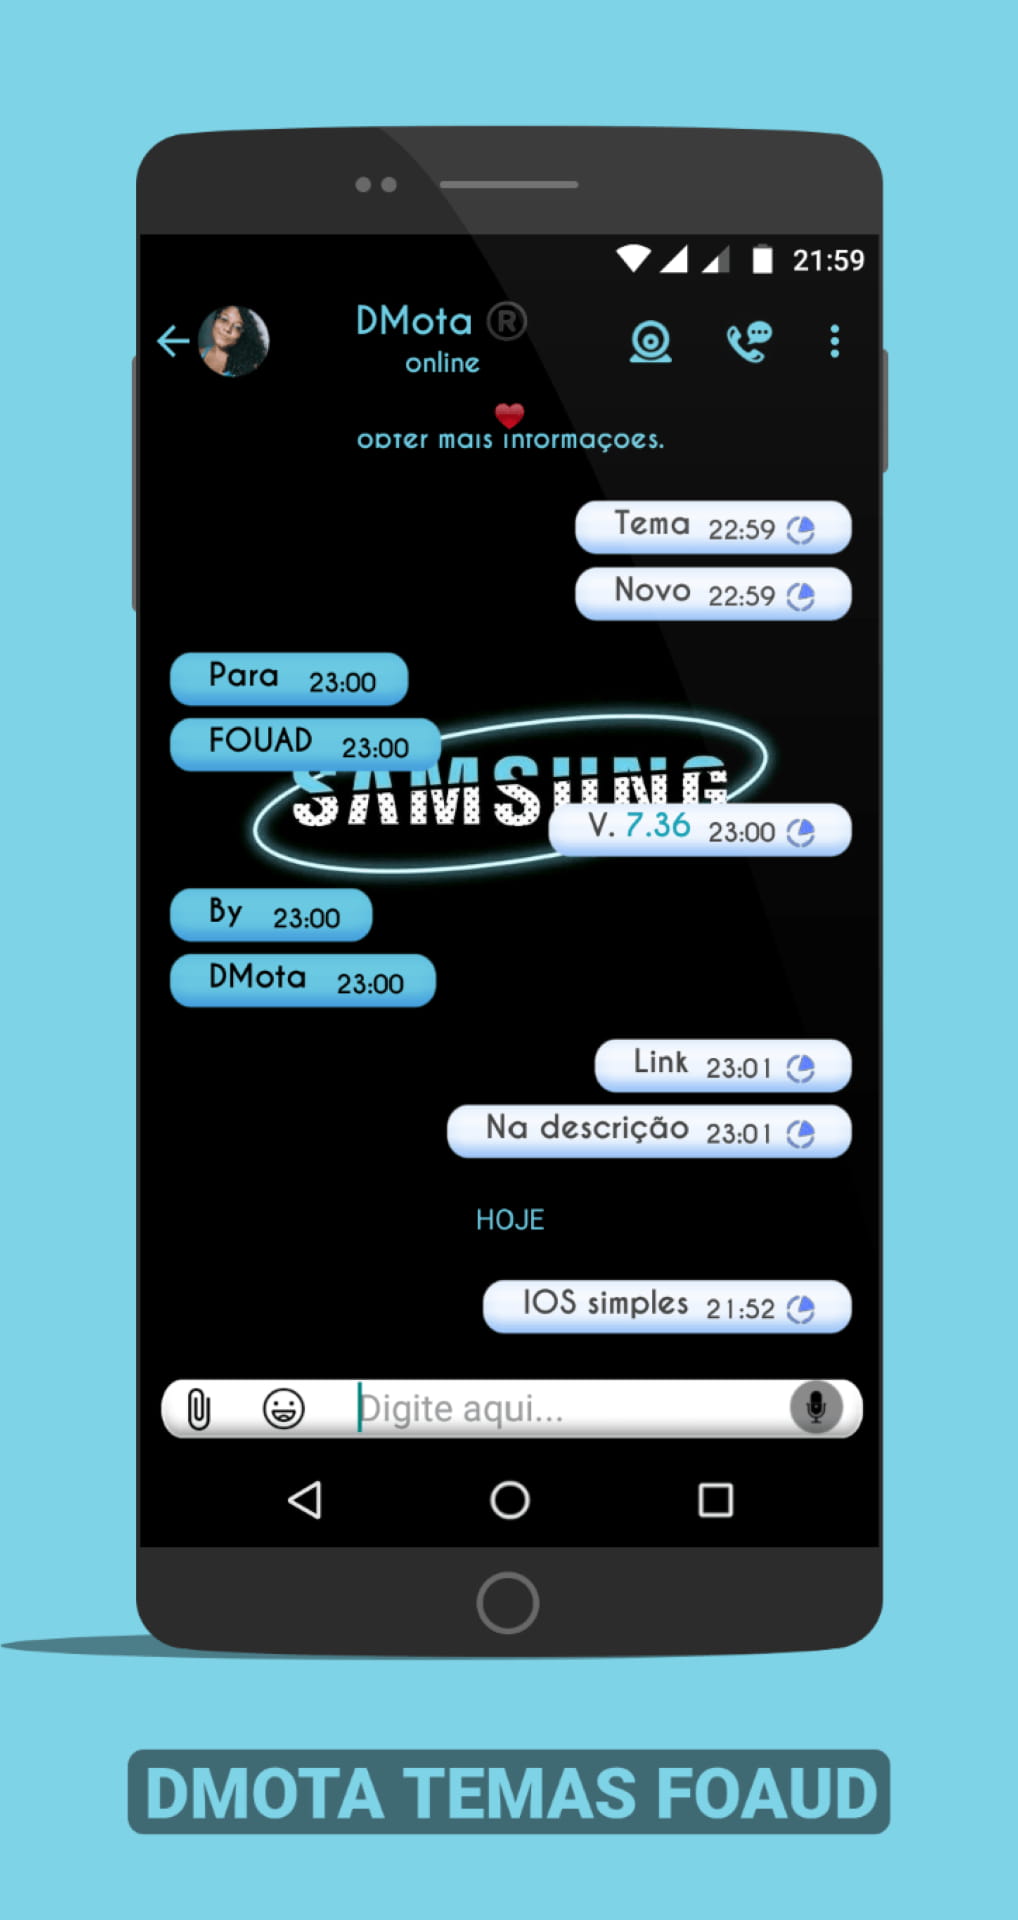 21:59
DMota ®
online
obter mais informações.
Tema 22:59
Novo 22:59
Para 23:00
FOUAD 23:00
SAMSUNG
V. 7.36 23:00
By 23:00
DMota 23:00
Link 23:01
Na descrição 23:01
HOJE
IOS simples 21:52
Digite aqui...
DMOTA TEMAS FOAUD